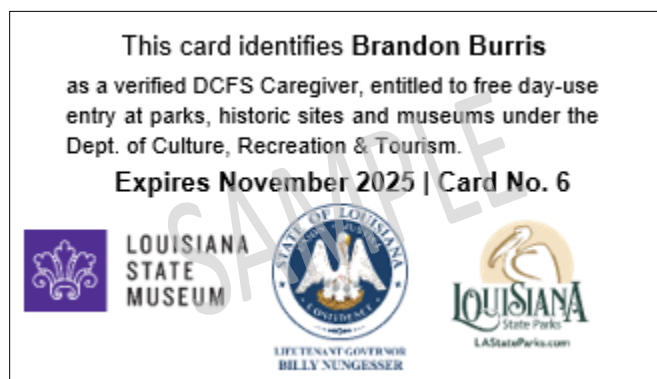 This card identifies Brandon Burris
as a verified DCFS Caregiver, entitled to free day-use
entry at parks, historic sites and museums under the
Dept. of Culture, Recreation & Tourism.
Expires November 2025 | Card No. 6
SAMPLE
LOUISIANA
STATE
MUSEUM
STATE OF LOUISIANA
UNION · JUSTICE
CONFIDENCE
LIEUTENANT GOVERNOR
BILLY NUNGESSER
LOUISIANA
State Parks
LAStateParks.com